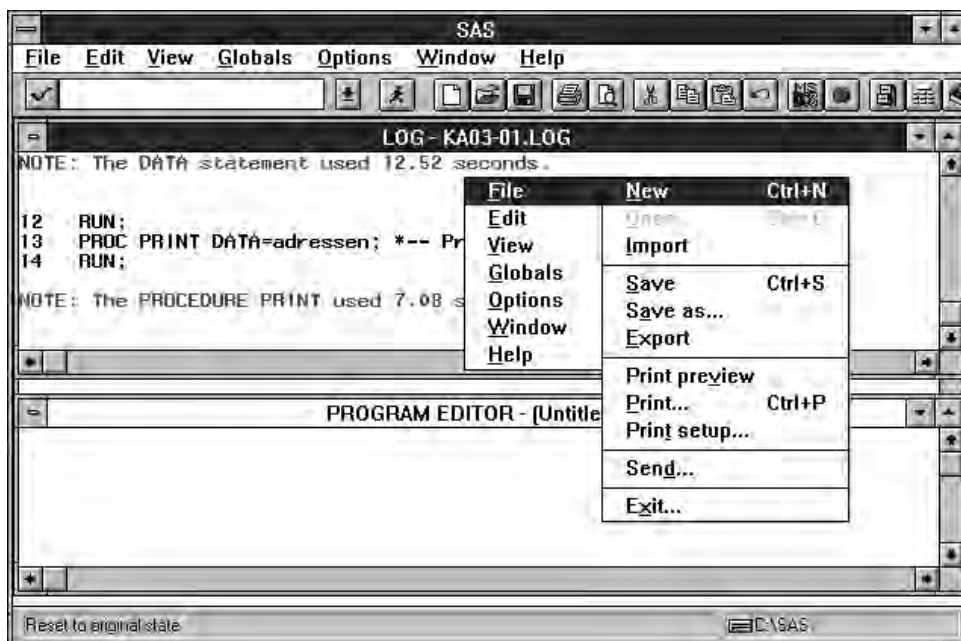 SAS
File Edit View Globals Options Window Help
LOG - KA03-01.LOG
NOTE: The DATA statement used 12.52 seconds.
12 RUN;
13 PROC PRINT DATA=adressen; *-- Pr
14 RUN;
NOTE: The PROCEDURE PRINT used 7.08 s
File
Edit
View
Globals
Options
Window
Help
New Ctrl+N
Open...
Import
Save Ctrl+S
Save as...
Export
Print preview
Print... Ctrl+P
Print setup...
Send...
Exit...
PROGRAM EDITOR - (Untitle
Reset to original state
C:\SAS